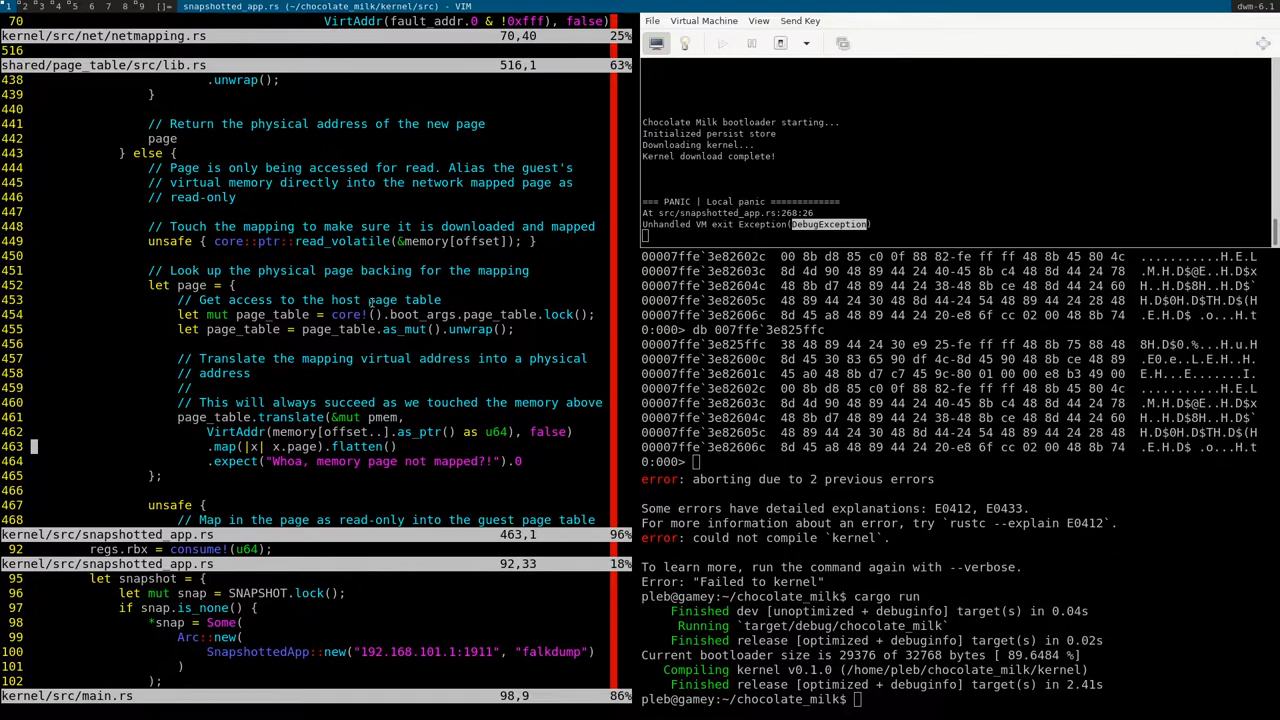 1 2 3 4 5 6 7 8 9 []= snapshotted_app.rs (~/chocolate_milk/kernel/src) - VIM dwm-6.1
70 VirtAddr(fault_addr.0 & !0xfff), false)
kernel/src/net/netmapping.rs 70,40 25%
516
shared/page_table/src/lib.rs 516,1 63%
438 .unwrap();
439 }
440
441 // Return the physical address of the new page
442 page
443 } else {
444 // Page is only being accessed for read. Alias the guest's
445 // virtual memory directly into the network mapped page as
446 // read-only
447
448 // Touch the mapping to make sure it is downloaded and mapped
449 unsafe { core::ptr::read_volatile(&memory[offset]); }
450
451 // Look up the physical page backing for the mapping
452 let page = {
453 // Get access to the host page table
454 let mut page_table = core!().boot_args.page_table.lock();
455 let page_table = page_table.as_mut().unwrap();
456
457 // Translate the mapping virtual address into a physical
458 // address
459 //
460 // This will always succeed as we touched the memory above
461 page_table.translate(&mut pmem,
462 VirtAddr(memory[offset..].as_ptr() as u64), false)
463 .map(|x| x.page).flatten()
464 .expect("Whoa, memory page not mapped?!").0
465 };
466
467 unsafe {
468 // Map in the page as read-only into the guest page table
kernel/src/snapshotted_app.rs 463,1 96%
92 regs.rbx = consume!(u64);
kernel/src/snapshotted_app.rs 92,33 18%
95 let snapshot = {
96 let mut snap = SNAPSHOT.lock();
97 if snap.is_none() {
98 *snap = Some(
99 Arc::new(
100 SnapshottedApp::new("192.168.101.1:1911", "falkdump")
101 )
102 );
kernel/src/main.rs 98,9 86%
File Virtual Machine View Send Key
Chocolate Milk bootloader starting...
Initialized persist store
Downloading kernel...
Kernel download complete!
=== PANIC | Local panic =============
At src/snapshotted_app.rs:268:26
Unhandled VM exit Exception(DebugException)
00007ffe`3e82602c 00 8b d8 85 c0 0f 88 82-fe ff ff 48 8b 45 80 4c ...........H.E.L
00007ffe`3e82603c 8d 4d 90 48 89 44 24 40-45 8b c4 48 8d 44 24 78 .M.H.D$@E..H.D$x
00007ffe`3e82604c 48 8b d7 48 89 44 24 38-48 8b ce 48 8d 44 24 60 H..H.D$8H..H.D$`
00007ffe`3e82605c 48 89 44 24 30 48 8d 44-24 54 48 89 44 24 28 48 H.D$0H.D$TH.D$(H
00007ffe`3e82606c 8d 45 a8 48 89 44 24 20-e8 6f cc 02 00 48 8b 74 .E.H.D$ .o...H.t
0:000> db 007ffe`3e825ffc
00007ffe`3e825ffc 38 48 89 44 24 30 e9 25-fe ff ff 48 8b 75 88 48 8H.D$0.%...H.u.H
00007ffe`3e82600c 8d 45 30 83 65 90 df 4c-8d 45 90 48 8b ce 48 89 .E0.e..L.E.H..H.
00007ffe`3e82601c 45 a0 48 8b d7 c7 45 9c-80 01 00 00 e8 b3 49 00 E.H...E.......I.
00007ffe`3e82602c 00 8b d8 85 c0 0f 88 82-fe ff ff 48 8b 45 80 4c ...........H.E.L
00007ffe`3e82603c 8d 4d 90 48 89 44 24 40-45 8b c4 48 8d 44 24 78 .M.H.D$@E..H.D$x
00007ffe`3e82604c 48 8b d7 48 89 44 24 38-48 8b ce 48 8d 44 24 60 H..H.D$8H..H.D$`
00007ffe`3e82605c 48 89 44 24 30 48 8d 44-24 54 48 89 44 24 28 48 H.D$0H.D$TH.D$(H
00007ffe`3e82606c 8d 45 a8 48 89 44 24 20-e8 6f cc 02 00 48 8b 74 .E.H.D$ .o...H.t
0:000>
error: aborting due to 2 previous errors
Some errors have detailed explanations: E0412, E0433.
For more information about an error, try `rustc --explain E0412`.
error: could not compile `kernel`.
To learn more, run the command again with --verbose.
Error: "Failed to kernel"
pleb@gamey:~/chocolate_milk$ cargo run
Finished dev [unoptimized + debuginfo] target(s) in 0.04s
Running `target/debug/chocolate_milk`
Finished release [optimized + debuginfo] target(s) in 0.02s
Current bootloader size is 29376 of 32768 bytes [ 89.6484 %]
Compiling kernel v0.1.0 (/home/pleb/chocolate_milk/kernel)
Finished release [optimized + debuginfo] target(s) in 2.41s
pleb@gamey:~/chocolate_milk$